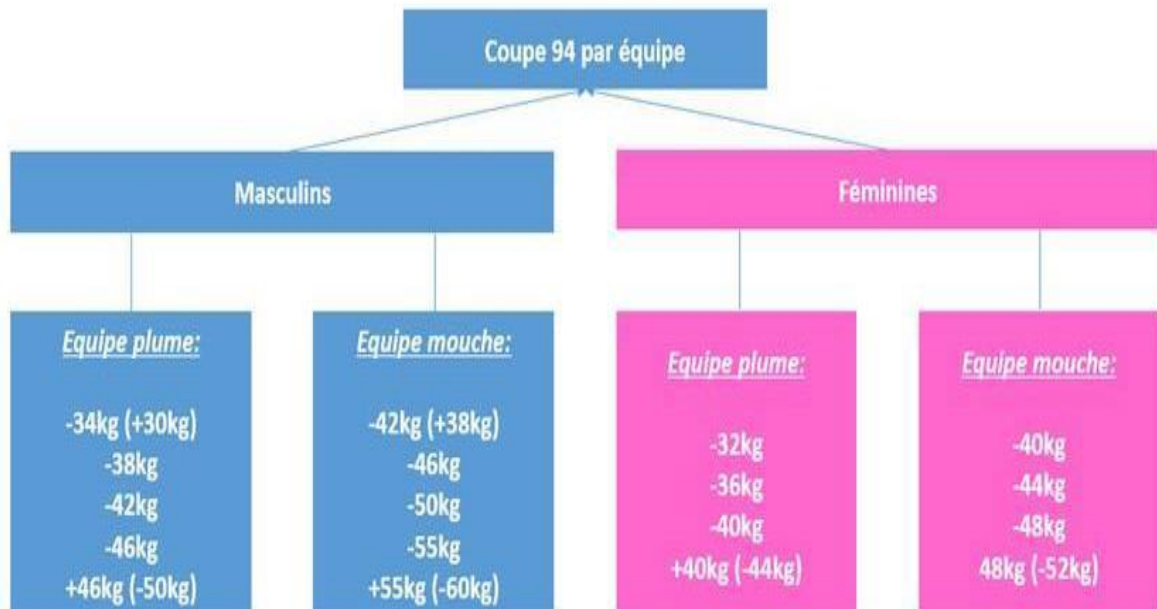 Coupe 94 par équipe
Masculins
Féminines
Equipe plume:
-34kg (+30kg)
-38kg
-42kg
-46kg
+46kg (-50kg)
Equipe mouche:
-42kg (+38kg)
-46kg
-50kg
-55kg
+55kg (-60kg)
Equipe plume:
-32kg
-36kg
-40kg
+40kg (-44kg)
Equipe mouche:
-40kg
-44kg
-48kg
48kg (-52kg)